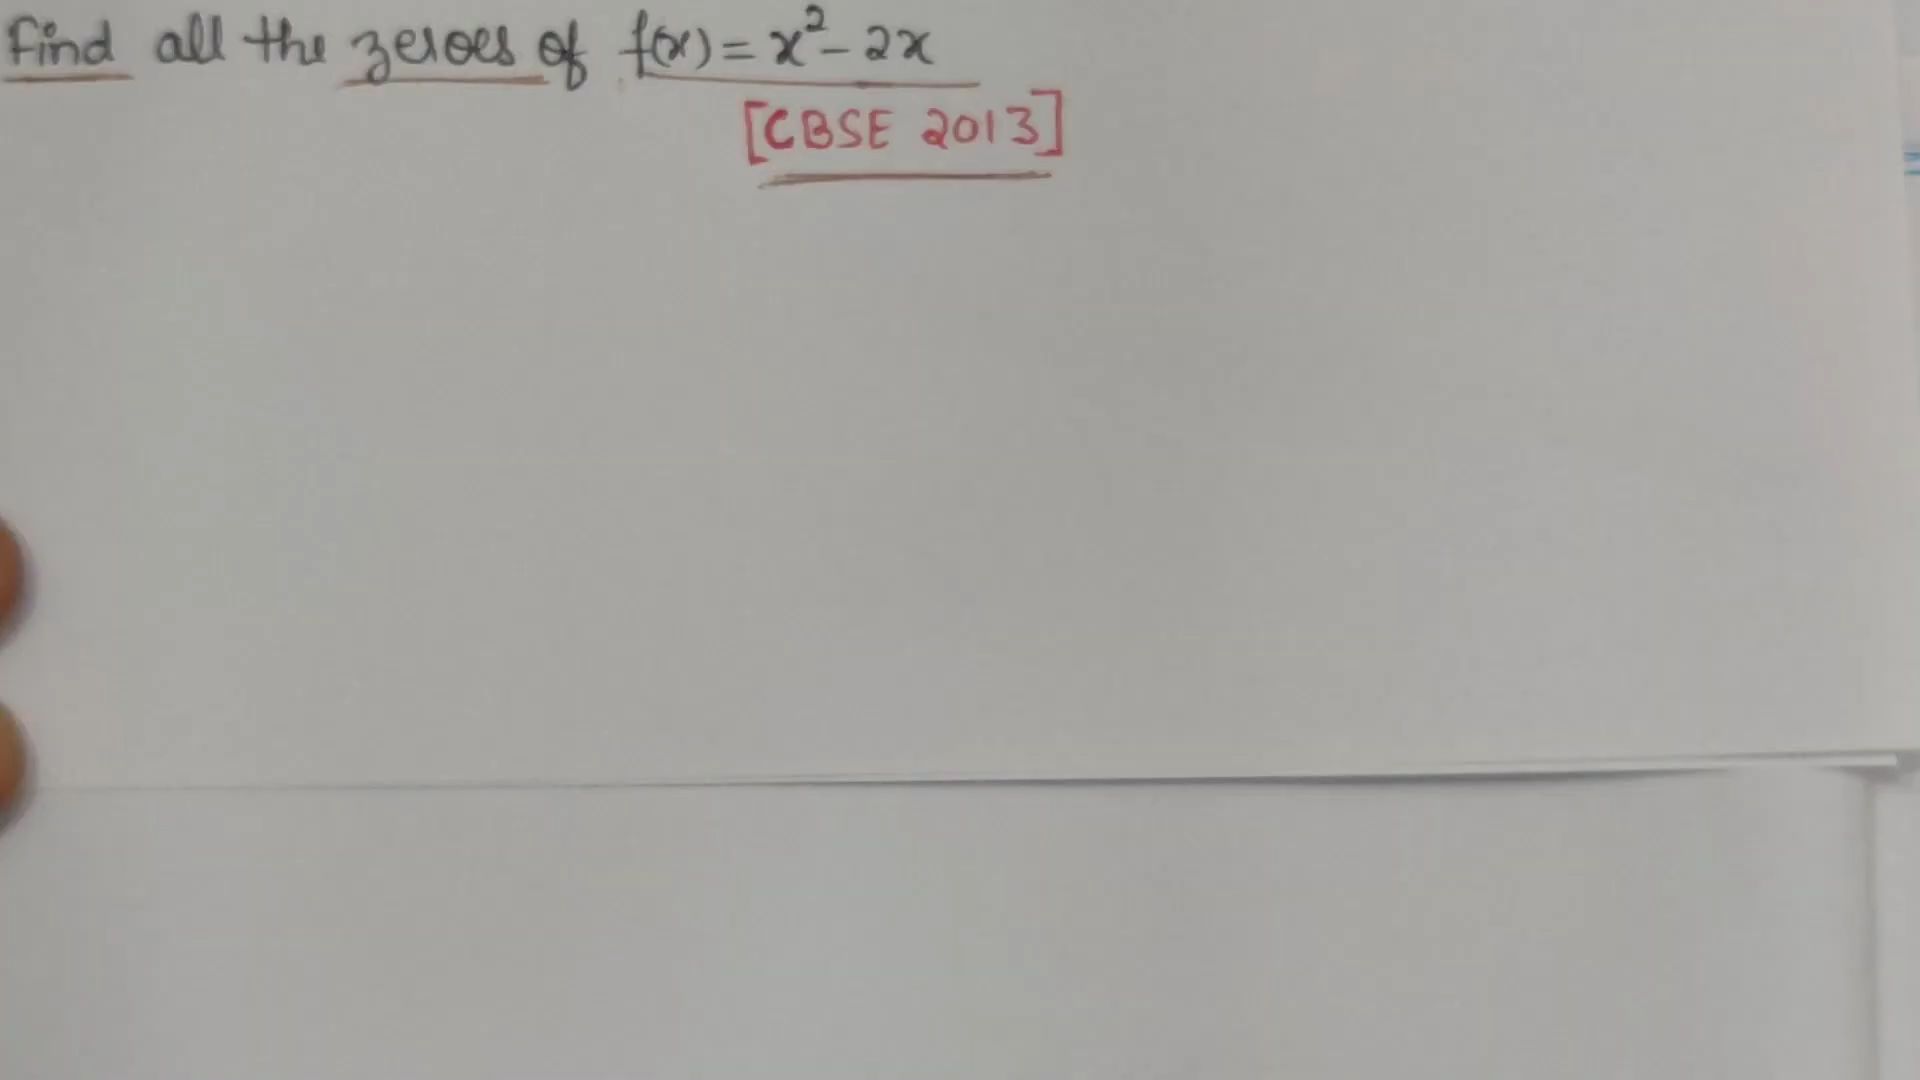 Find all the zeroes of f(x) = x² - 2x
[CBSE 2013]